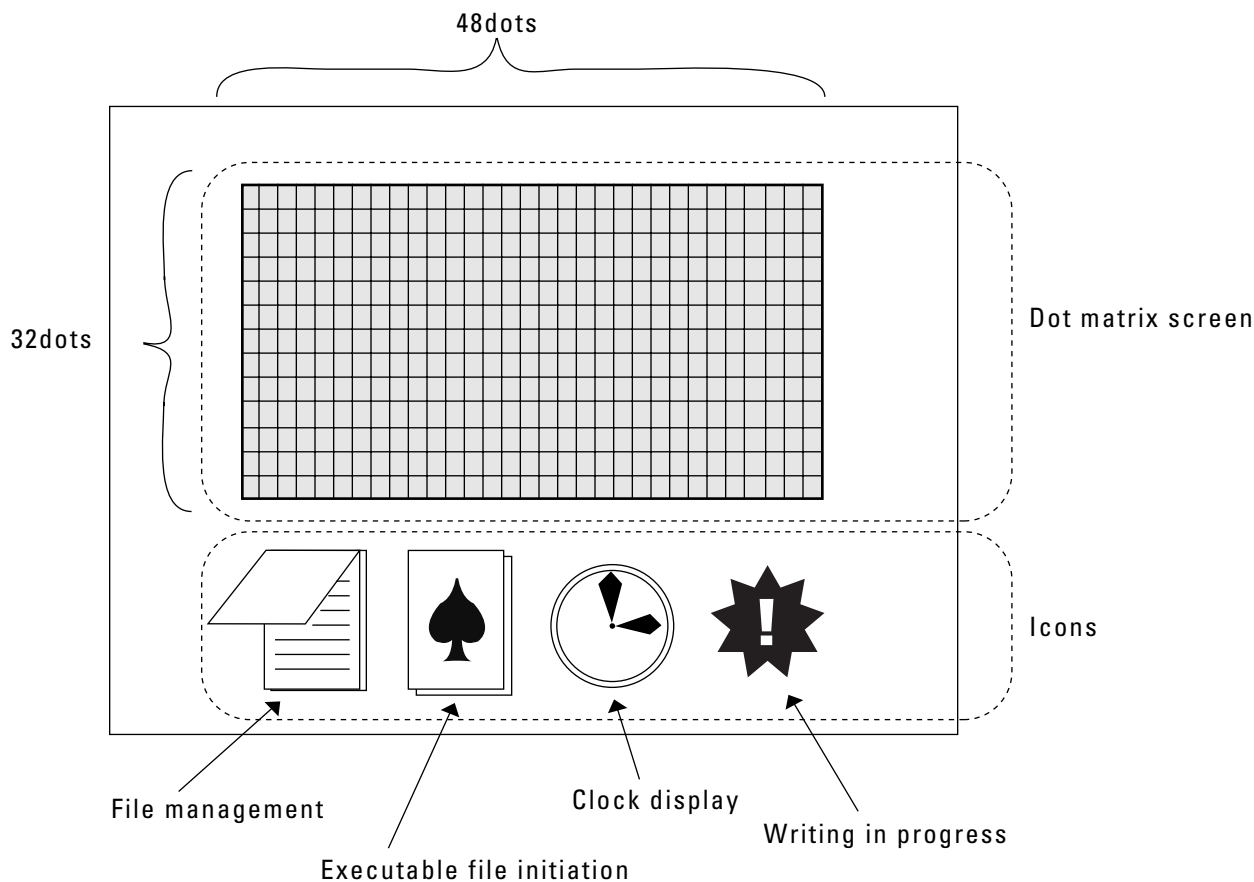 48dots
32dots
Dot matrix screen
Icons
File management
Clock display
Writing in progress
Executable file initiation